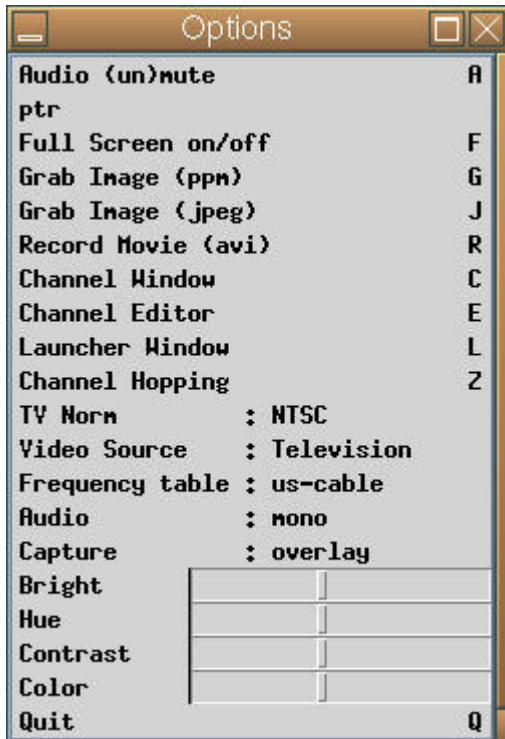 Options
Audio (un)mute A
ptr
Full Screen on/off F
Grab Image (ppm) G
Grab Image (jpeg) J
Record Movie (avi) R
Channel Window C
Channel Editor E
Launcher Window L
Channel Hopping Z
TV Norm : NTSC
Video Source : Television
Frequency table : us-cable
Audio : mono
Capture : overlay
Bright
Hue
Contrast
Color
Quit Q